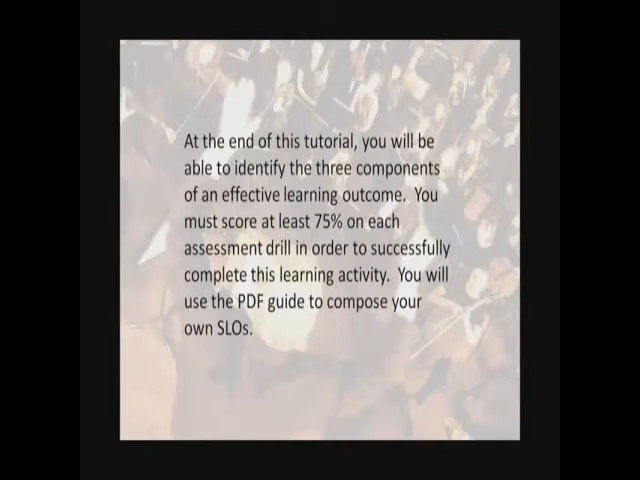 At the end of this tutorial, you will be
able to identify the three components
of an effective learning outcome.  You
must score at least 75% on each
assessment drill in order to successfully
complete this learning activity.  You will
use the PDF guide to compose your
own SLOs.